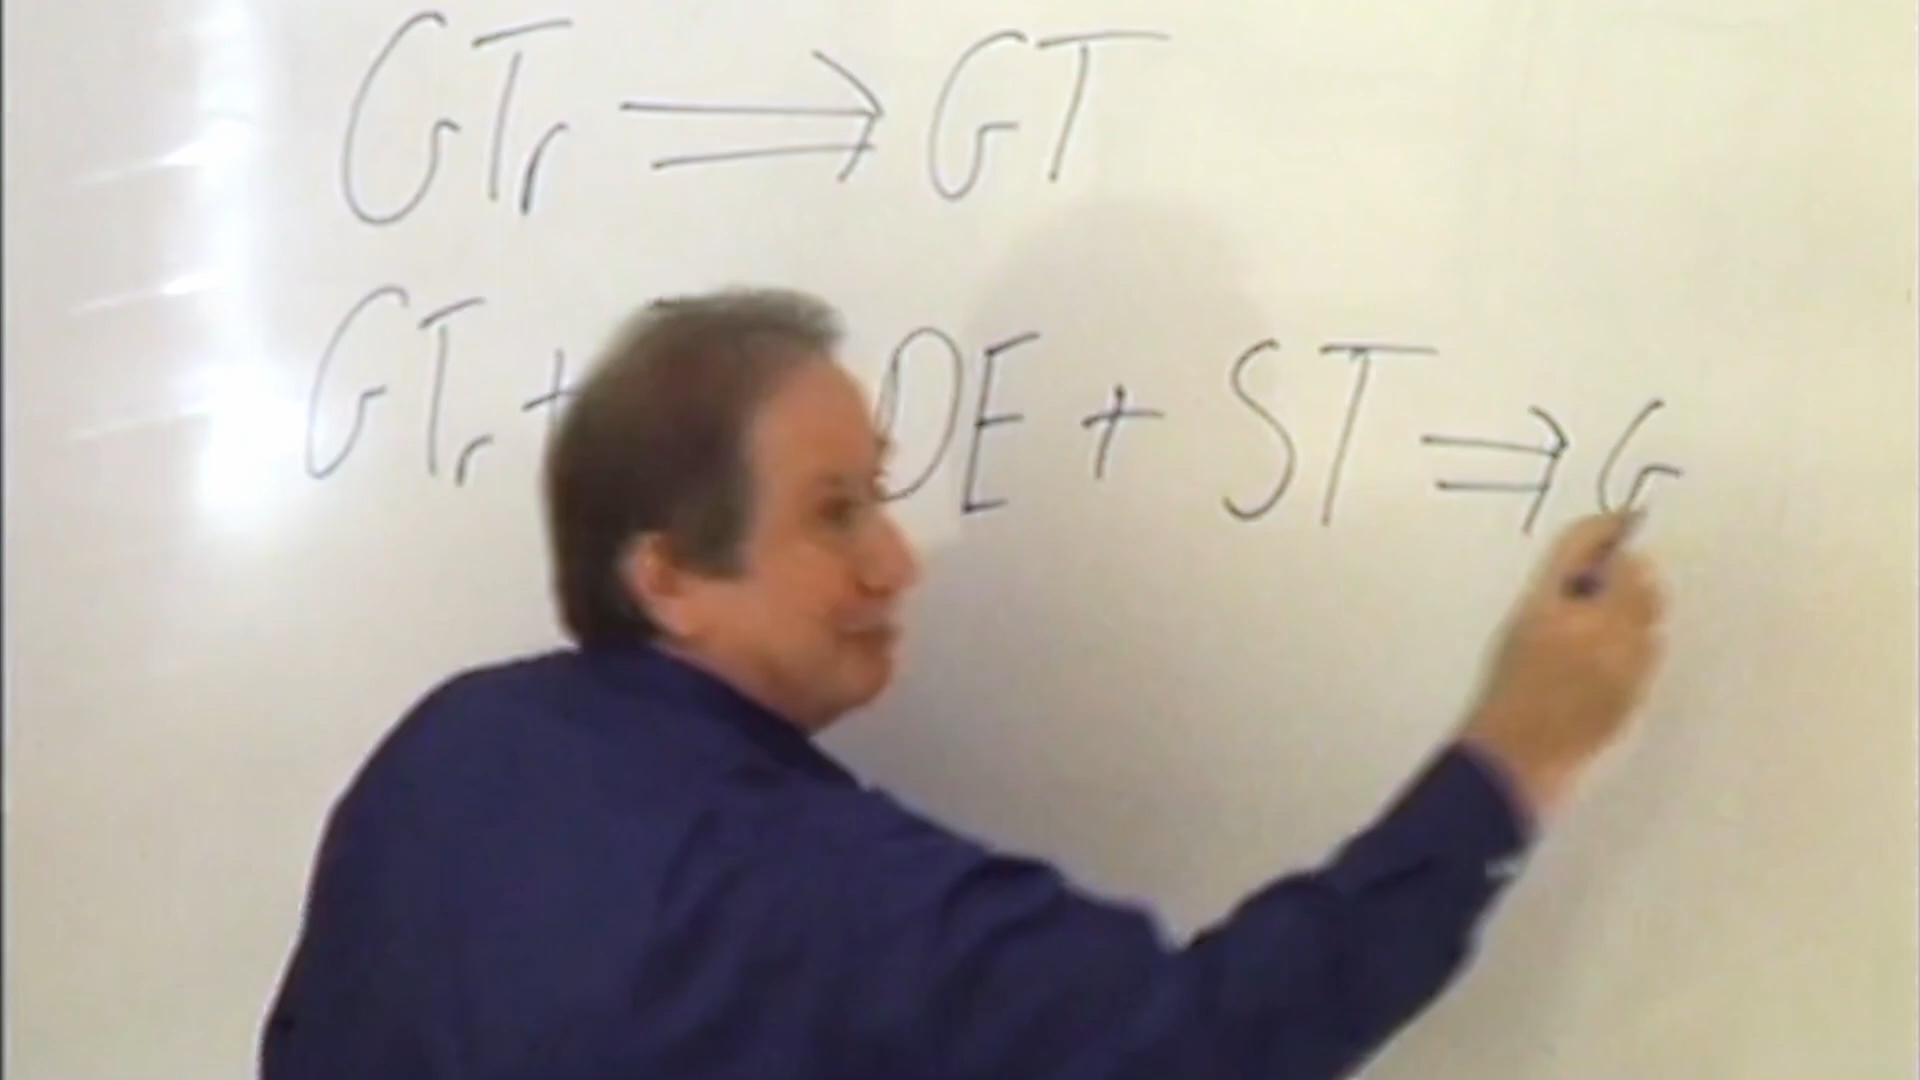 GTr ⇒ GT
GTr + DE + ST ⇒ G